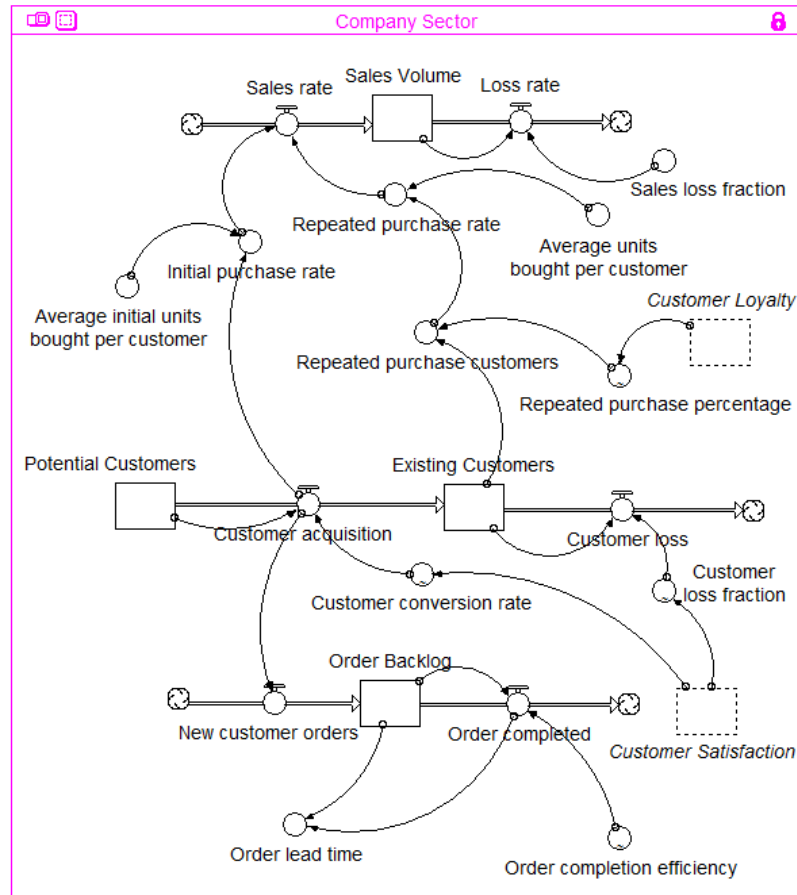 Company Sector
Sales Volume
Sales rate
Loss rate
Sales loss fraction
Repeated purchase rate
Average units
bought per customer
Initial purchase rate
Customer Loyalty
Average initial units
bought per customer
Repeated purchase customers
Repeated purchase percentage
Potential Customers
Existing Customers
Customer acquisition
Customer loss
Customer
loss fraction
Customer conversion rate
Order Backlog
New customer orders
Order completed
Customer Satisfaction
Order lead time
Order completion efficiency